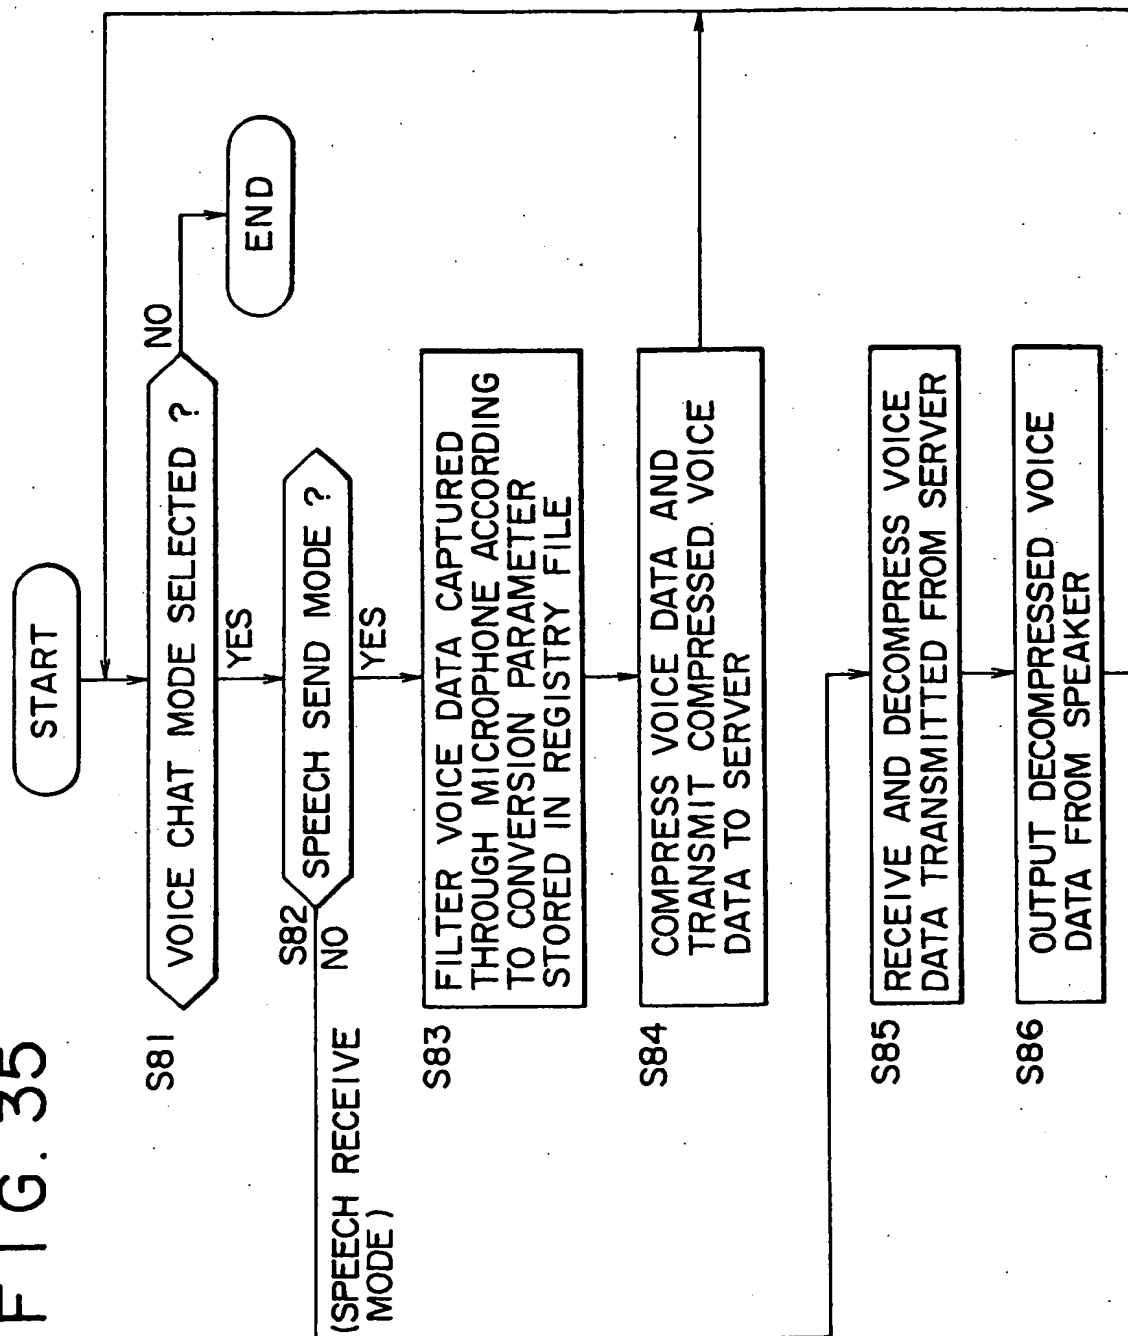 FIG. 35
START
S81
VOICE CHAT MODE SELECTED ?
NO
END
YES
S82
SPEECH SEND MODE ?
NO
(SPEECH RECEIVE
MODE)
YES
S83
FILTER VOICE DATA CAPTURED
THROUGH MICROPHONE ACCORDING
TO CONVERSION PARAMETER
STORED IN REGISTRY FILE
S84
COMPRESS VOICE DATA AND
TRANSMIT COMPRESSED VOICE
DATA TO SERVER
S85
RECEIVE AND DECOMPRESS VOICE
DATA TRANSMITTED FROM SERVER
S86
OUTPUT DECOMPRESSED VOICE
DATA FROM SPEAKER